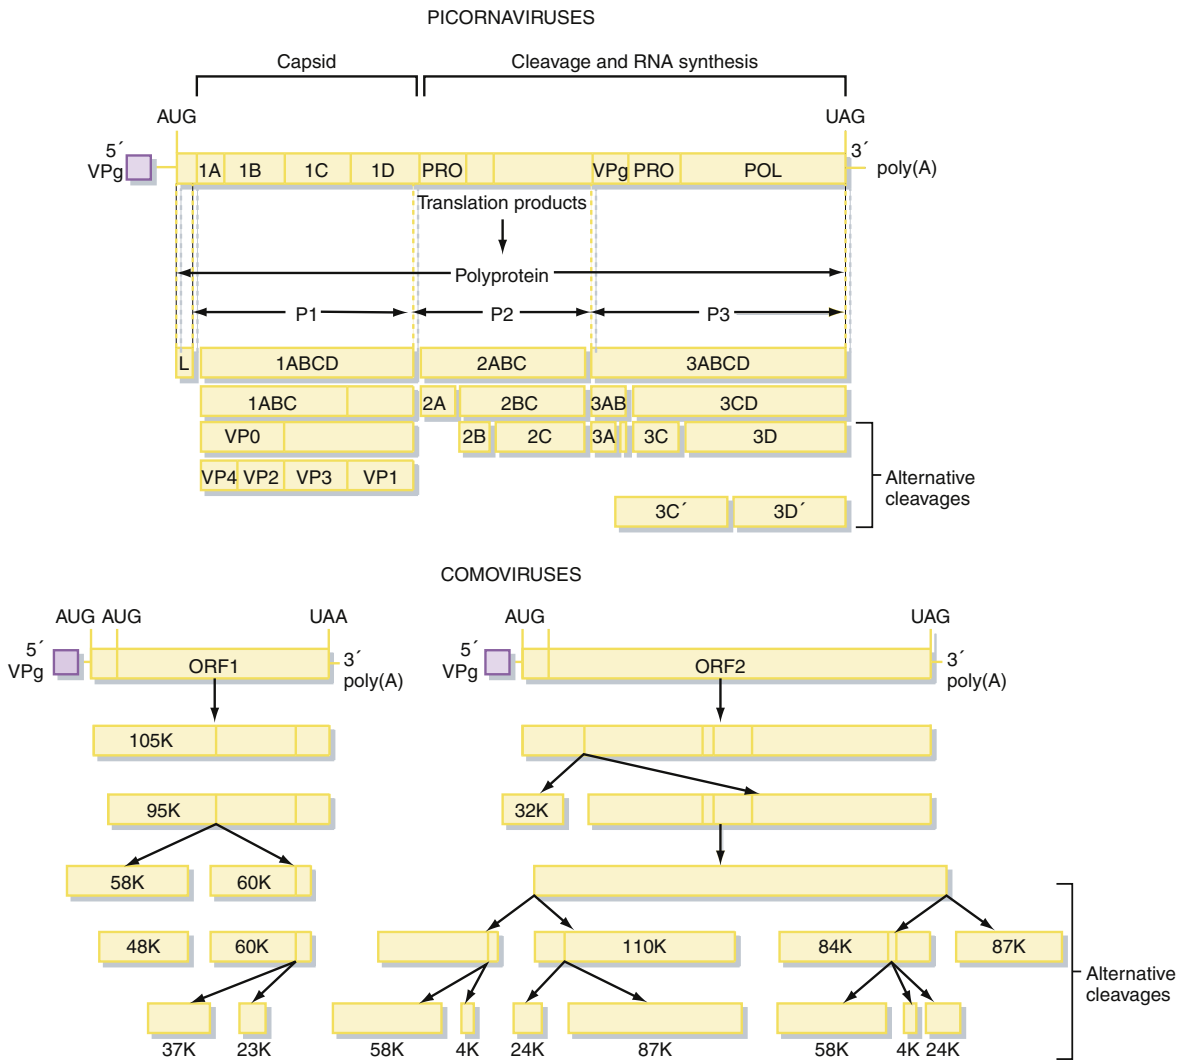 PICORNAVIRUSES
Capsid Cleavage and RNA synthesis
AUG UAG
5´ 3´
VPg 1A 1B 1C 1D PRO VPg PRO POL poly(A)
Translation products
Polyprotein
P1 P2 P3
L 1ABCD 2ABC 3ABCD
1ABC 2A 2BC 3AB 3CD
VP0 2B 2C 3A 3C 3D
VP4 VP2 VP3 VP1
Alternative
cleavages
3C´ 3D´
COMOVIRUSES
AUG AUG UAA AUG UAG
5´ 3´ 5´ 3´
VPg ORF1 poly(A) VPg ORF2 poly(A)
105K
95K 32K
58K 60K
48K 60K 110K 84K 87K
Alternative
cleavages
37K 23K 58K 4K 24K 87K 58K 4K 24K